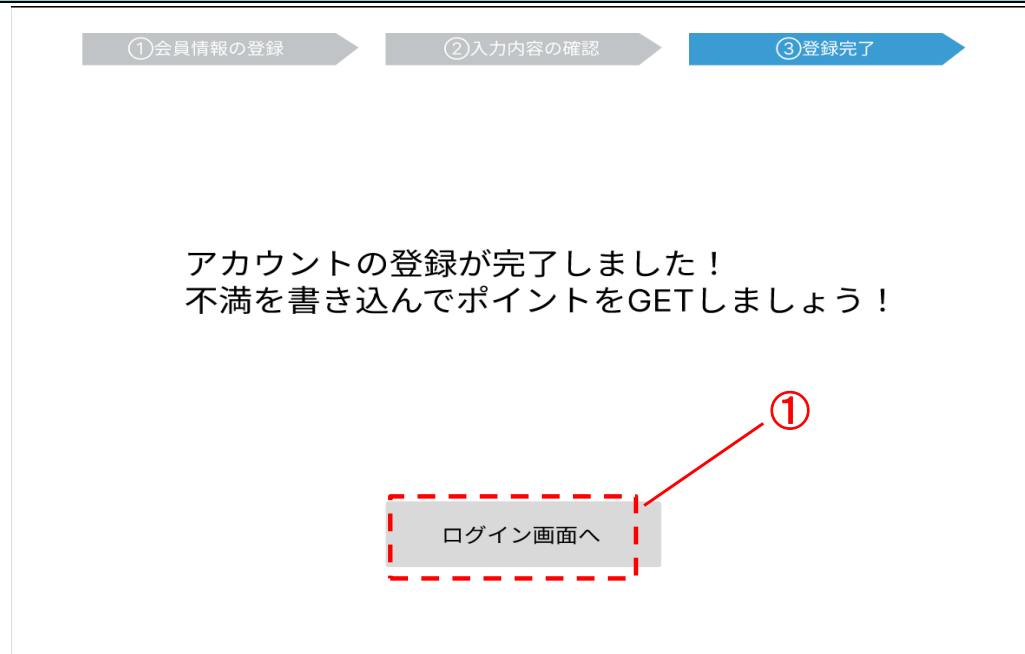 ①会員情報の登録
②入力内容の確認
③登録完了
アカウントの登録が完了しました！
不満を書き込んでポイントをGETしましょう！
①
ログイン画面へ